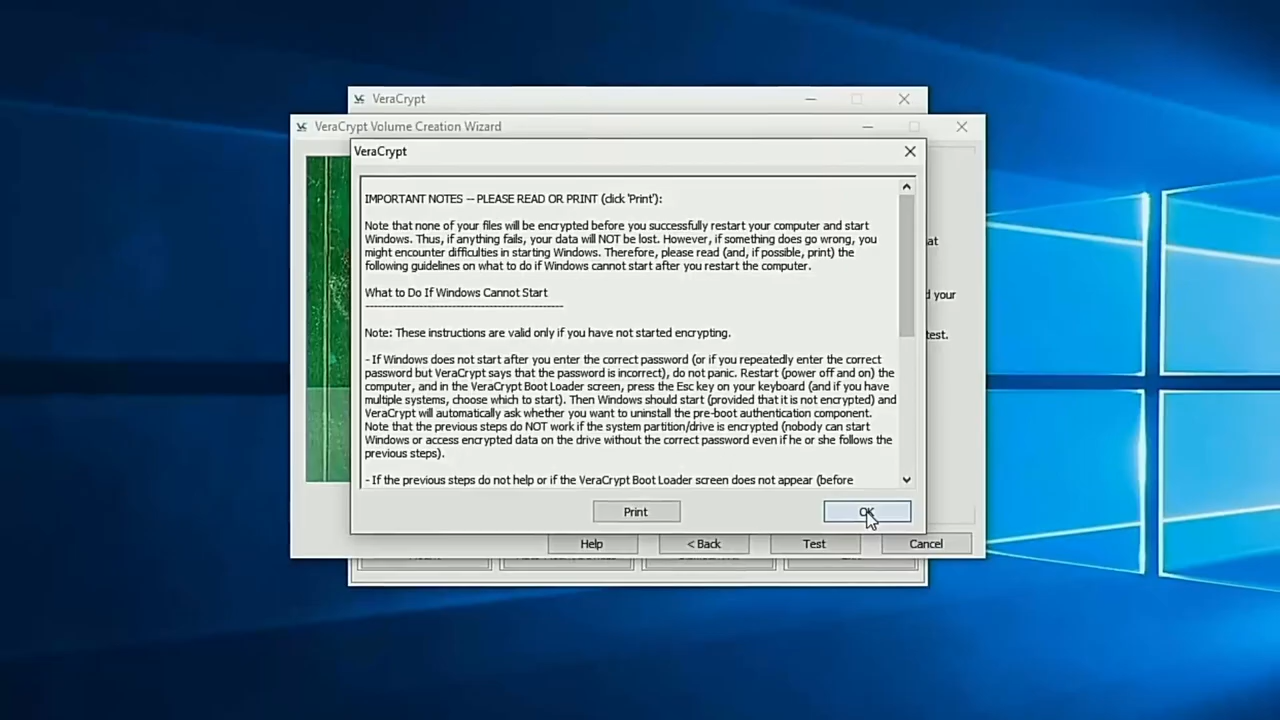 VeraCrypt
VeraCrypt Volume Creation Wizard
VeraCrypt
IMPORTANT NOTES -- PLEASE READ OR PRINT (click 'Print'):
Note that none of your files will be encrypted before you successfully restart your computer and start
Windows. Thus, if anything fails, your data will NOT be lost. However, if something does go wrong, you
might encounter difficulties in starting Windows. Therefore, please read (and, if possible, print) the
following guidelines on what to do if Windows cannot start after you restart the computer.
What to Do If Windows Cannot Start
------------------------------------------------
Note: These instructions are valid only if you have not started encrypting.
- If Windows does not start after you enter the correct password (or if you repeatedly enter the correct
password but VeraCrypt says that the password is incorrect), do not panic. Restart (power off and on) the
computer, and in the VeraCrypt Boot Loader screen, press the Esc key on your keyboard (and if you have
multiple systems, choose which to start). Then Windows should start (provided that it is not encrypted) and
VeraCrypt will automatically ask whether you want to uninstall the pre-boot authentication component.
Note that the previous steps do NOT work if the system partition/drive is encrypted (nobody can start
Windows or access encrypted data on the drive without the correct password even if he or she follows the
previous steps).
- If the previous steps do not help or if the VeraCrypt Boot Loader screen does not appear (before
at
d your
test.
Print
OK
Help
< Back
Test
Cancel